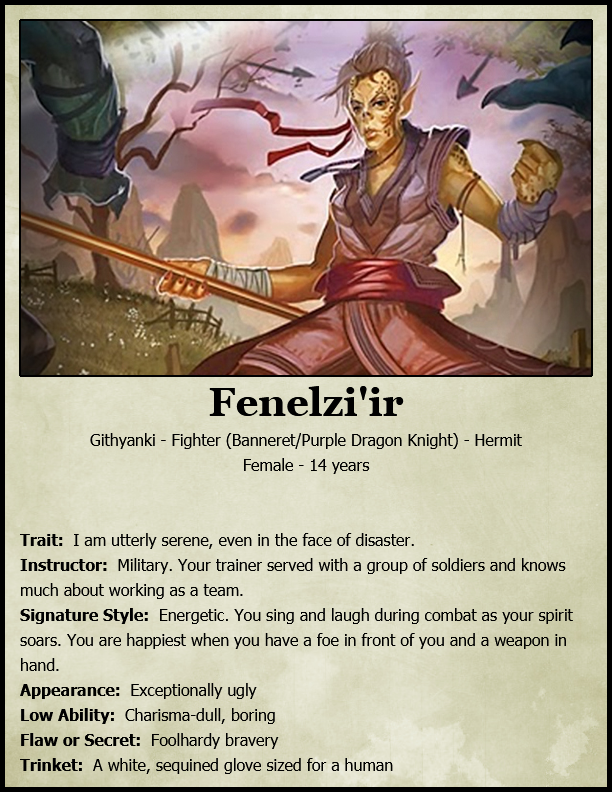 Fenelzi'ir
Githyanki - Fighter (Banneret/Purple Dragon Knight) - Hermit
Female - 14 years
Trait: I am utterly serene, even in the face of disaster.
Instructor: Military. Your trainer served with a group of soldiers and knows
much about working as a team.
Signature Style: Energetic. You sing and laugh during combat as your spirit
soars. You are happiest when you have a foe in front of you and a weapon in
hand.
Appearance: Exceptionally ugly
Low Ability: Charisma-dull, boring
Flaw or Secret: Foolhardy bravery
Trinket: A white, sequined glove sized for a human